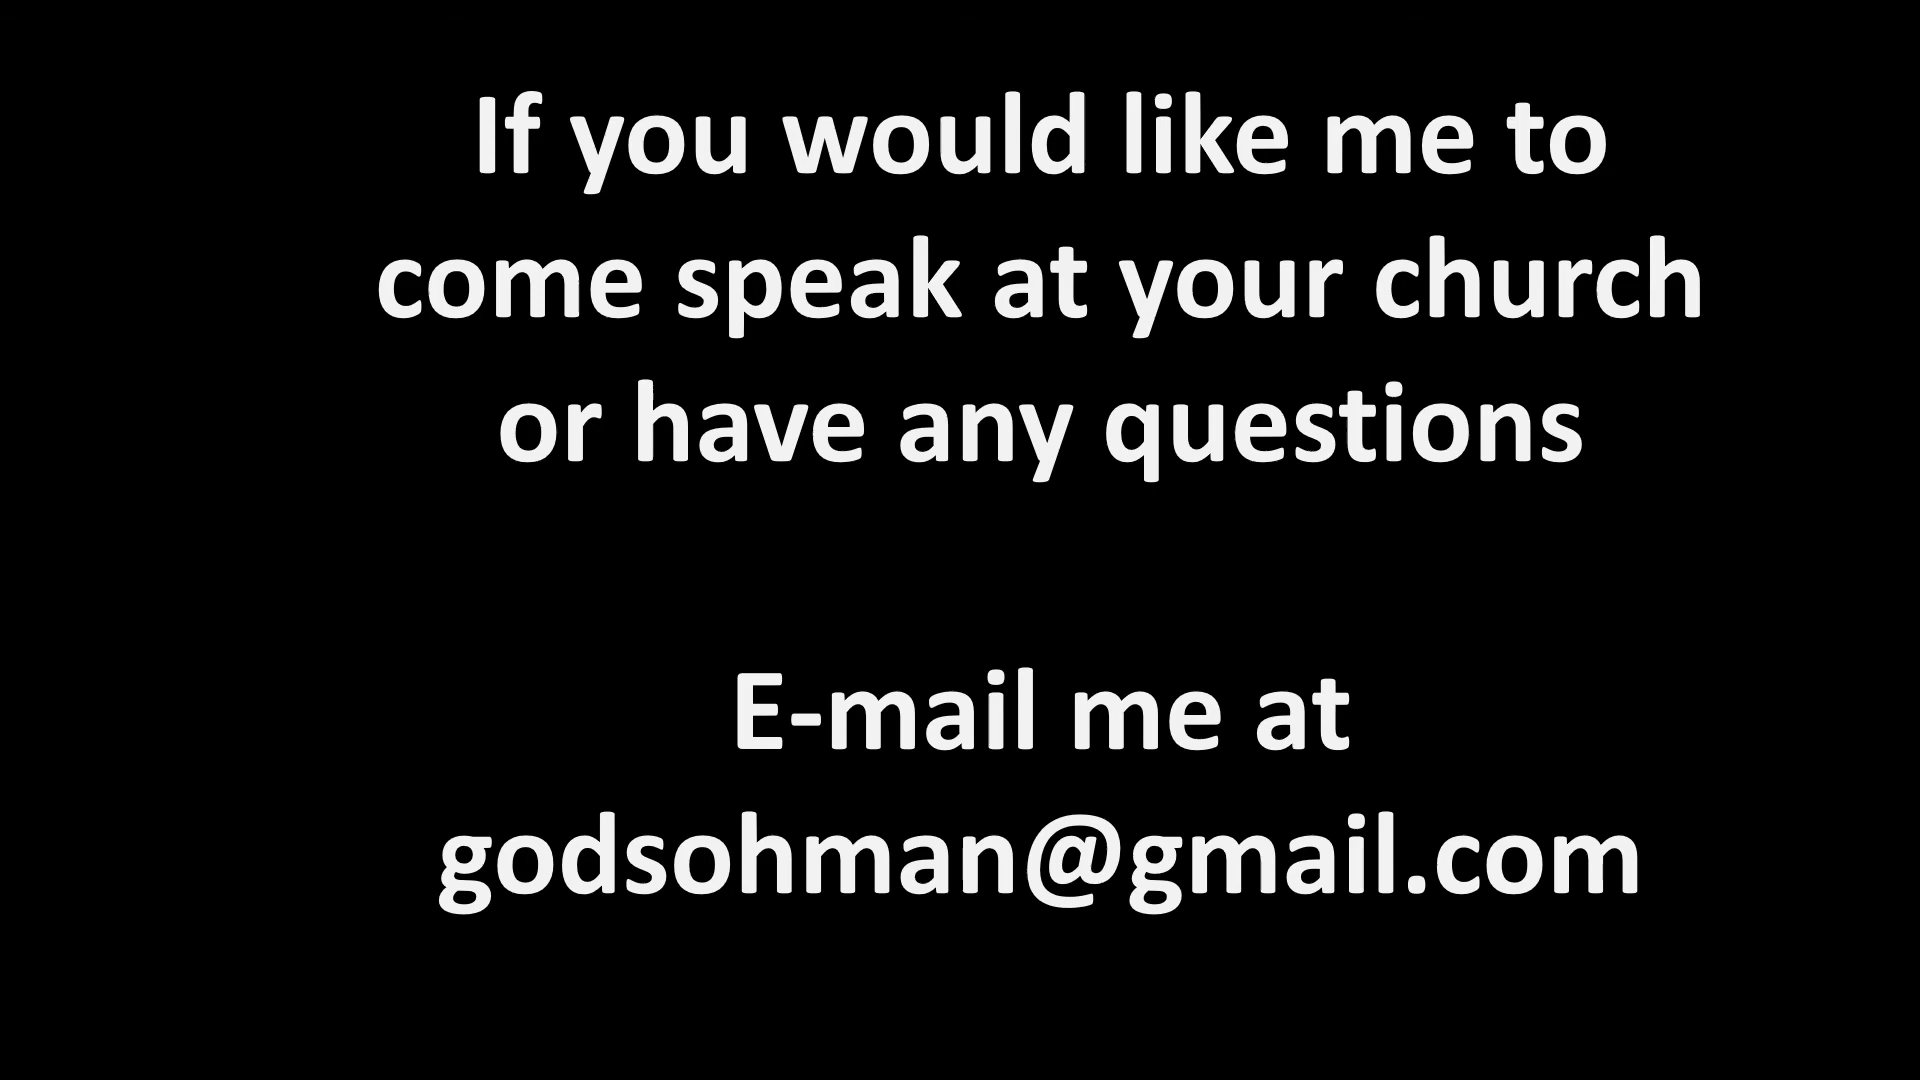 If you would like me to
come speak at your church
or have any questions
E-mail me at
godsohman@gmail.com